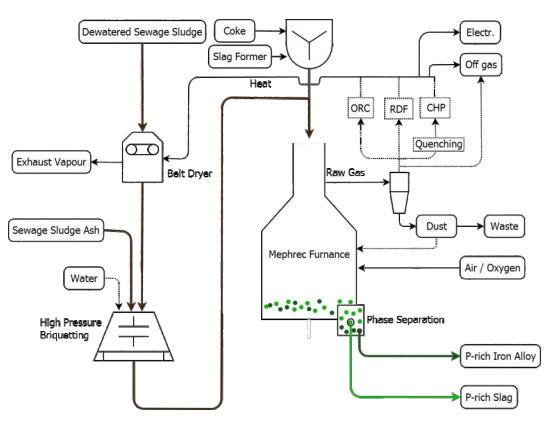 Dewatered Sewage Sludge
Coke
Slag Former
Electr.
Off gas
Heat
ORC
RDF
CHP
Quenching
Exhaust Vapour
Belt Dryer
Raw Gas
Sewage Sludge Ash
Dust
Waste
Mephrec Furnance
Air / Oxygen
Water
High Pressure
Briquetting
Phase Separation
P-rich Iron Alloy
P-rich Slag